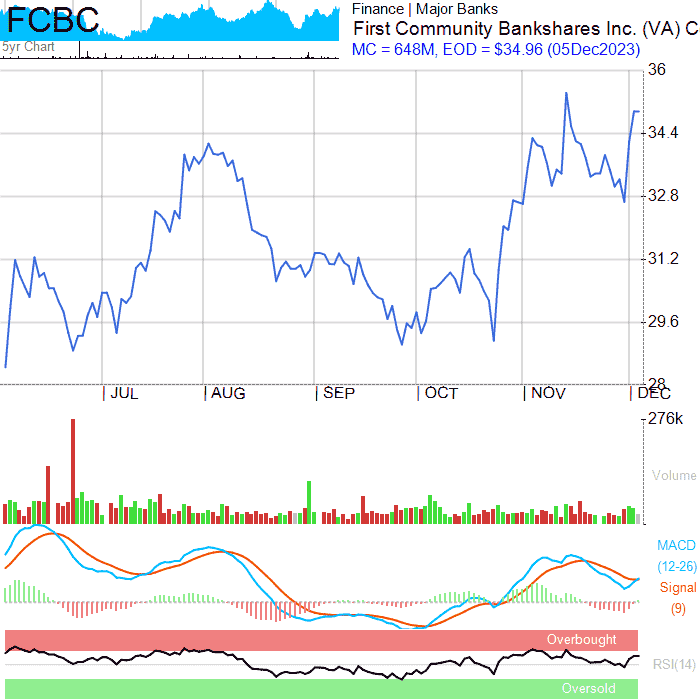 FCBC
5yr Chart
Finance | Major Banks
First Community Bankshares Inc. (VA) C
MC = 648M, EOD = $34.96 (05Dec2023)
36
34.4
32.8
31.2
29.6
28
JUL AUG SEP OCT NOV DEC
276k
Volume
MACD
(12-26)
Signal
(9)
Overbought
RSI(14)
Oversold